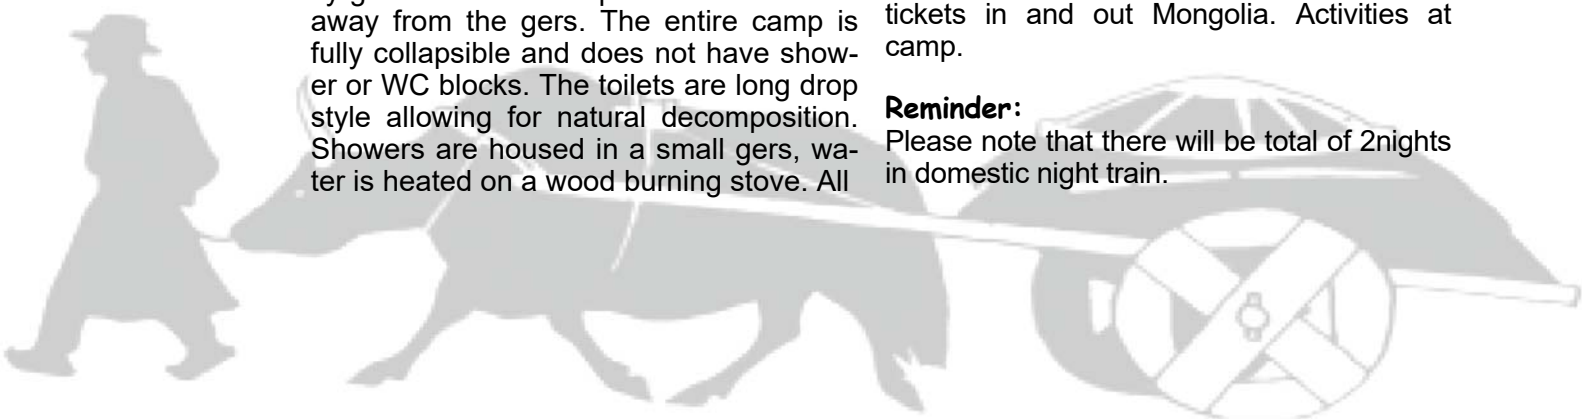 away from the gers. The entire camp is
fully collapsible and does not have show-
er or WC blocks. The toilets are long drop
style allowing for natural decomposition.
Showers are housed in a small gers, wa-
ter is heated on a wood burning stove. All
tickets in and out Mongolia. Activities at
camp.
Reminder:
Please note that there will be total of 2nights
in domestic night train.